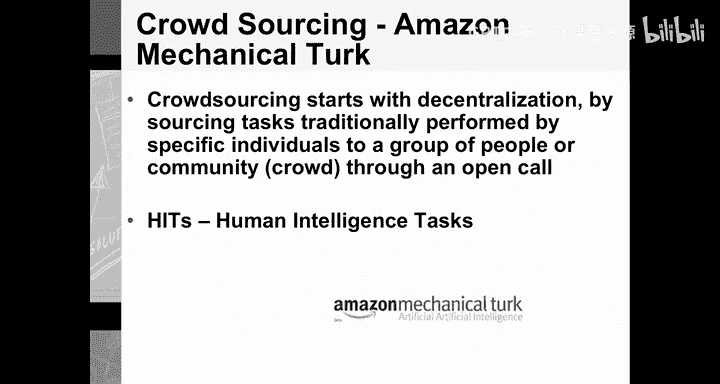 Crowd Sourcing - Amazon
Mechanical Turk
bilibili
• Crowdsourcing starts with decentralization, by
sourcing tasks traditionally performed by
specific individuals to a group of people or
community (crowd) through an open call
• HITs – Human Intelligence Tasks
amazonmechanical turk
Artificial Artificial Intelligence